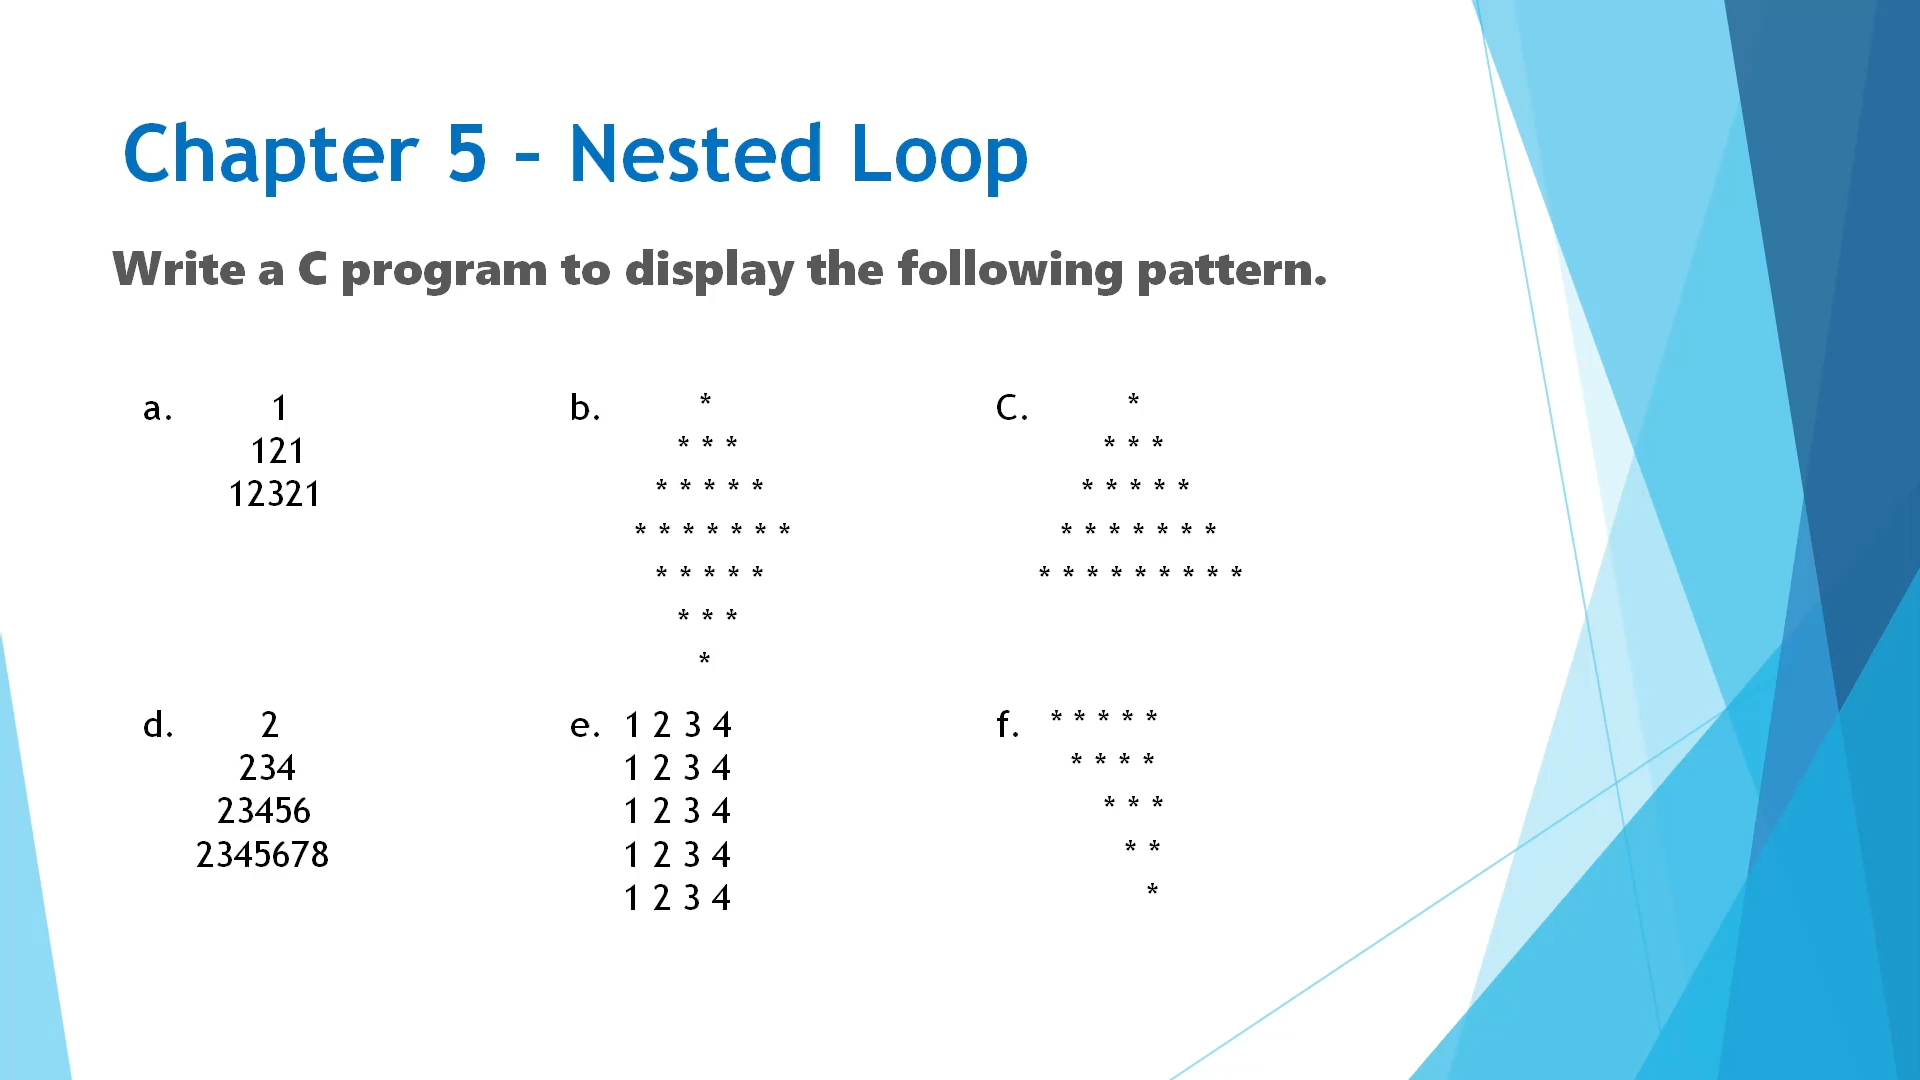 Chapter 5 – Nested Loop
Write a C program to display the following pattern.
a. 1
121
12321
b. *
* * *
* * * * *
* * * * * * *
* * * * *
* * *
*
C. *
* * *
* * * * *
* * * * * * *
* * * * * * * * *
d. 2
234
23456
2345678
e. 1 2 3 4
1 2 3 4
1 2 3 4
1 2 3 4
1 2 3 4
f. * * * * *
* * * *
* * *
* *
*